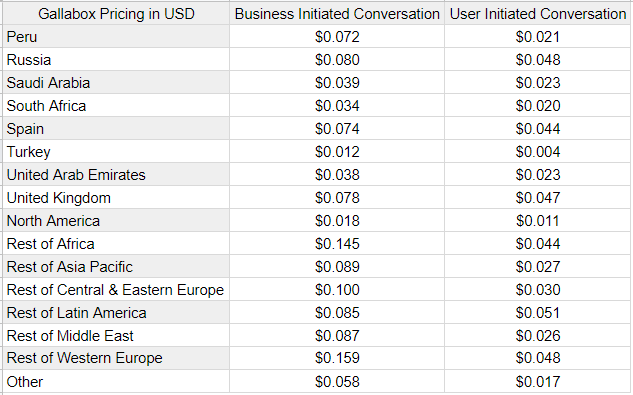 Gallabox Pricing in USD Business Initiated Conversation User Initiated Conversation
Peru $0.072 $0.021
Russia $0.080 $0.048
Saudi Arabia $0.039 $0.023
South Africa $0.034 $0.020
Spain $0.074 $0.044
Turkey $0.012 $0.004
United Arab Emirates $0.038 $0.023
United Kingdom $0.078 $0.047
North America $0.018 $0.011
Rest of Africa $0.145 $0.044
Rest of Asia Pacific $0.089 $0.027
Rest of Central & Eastern Europe $0.100 $0.030
Rest of Latin America $0.085 $0.051
Rest of Middle East $0.087 $0.026
Rest of Western Europe $0.159 $0.048
Other $0.058 $0.017